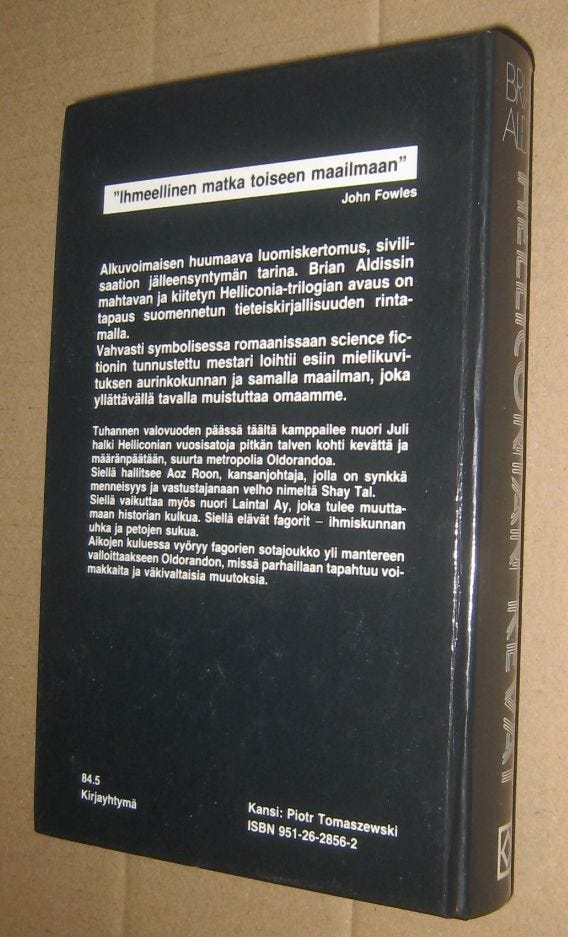 "Ihmeellinen matka toiseen maailmaan"
John Fowles
Alkuvoimaisen huumaava luomiskertomus, sivili-
saation jälleensyntymän tarina. Brian Aldissin
mahtavan ja kiitetyn Helliconia-trilogian avaus on
tapaus suomennetun tieteiskirjallisuuden rinta-
malla.
Vahvasti symbolisessa romaanissaan science fic-
tionin tunnustettu mestari loihtii esiin mielikuvi-
tuksen aurinkokunnan ja samalla maailman, joka
yllättävällä tavalla muistuttaa omaamme.
Tuhannen valovuoden päässä täältä kamppailee nuori Juli
halki Helliconian vuosisatoja pitkän talven kohti kevättä ja
määränpäätään, suurta metropolia Oldorandoa.
Siellä hallitsee Aoz Roon, kansanjohtaja, jolla on synkkä
menneisyys ja vastustajanaan velho nimeltä Shay Tal.
Siellä vaikuttaa myös nuori Laintal Ay, joka tulee muutta-
maan historian kulkua. Siellä elävät fagorit – ihmiskunnan
uhka ja petojen sukua.
Aikojen kuluessa vyöryy fagorien sotajoukko yli mantereen
valloittaakseen Oldorandon, missä parhaillaan tapahtuu voi-
makkaita ja väkivaltaisia muutoksia.
84.5
Kirjayhtymä
Kansi: Piotr Tomaszewski
ISBN 951-26-2856-2
HELLICONIAN KEVÄT